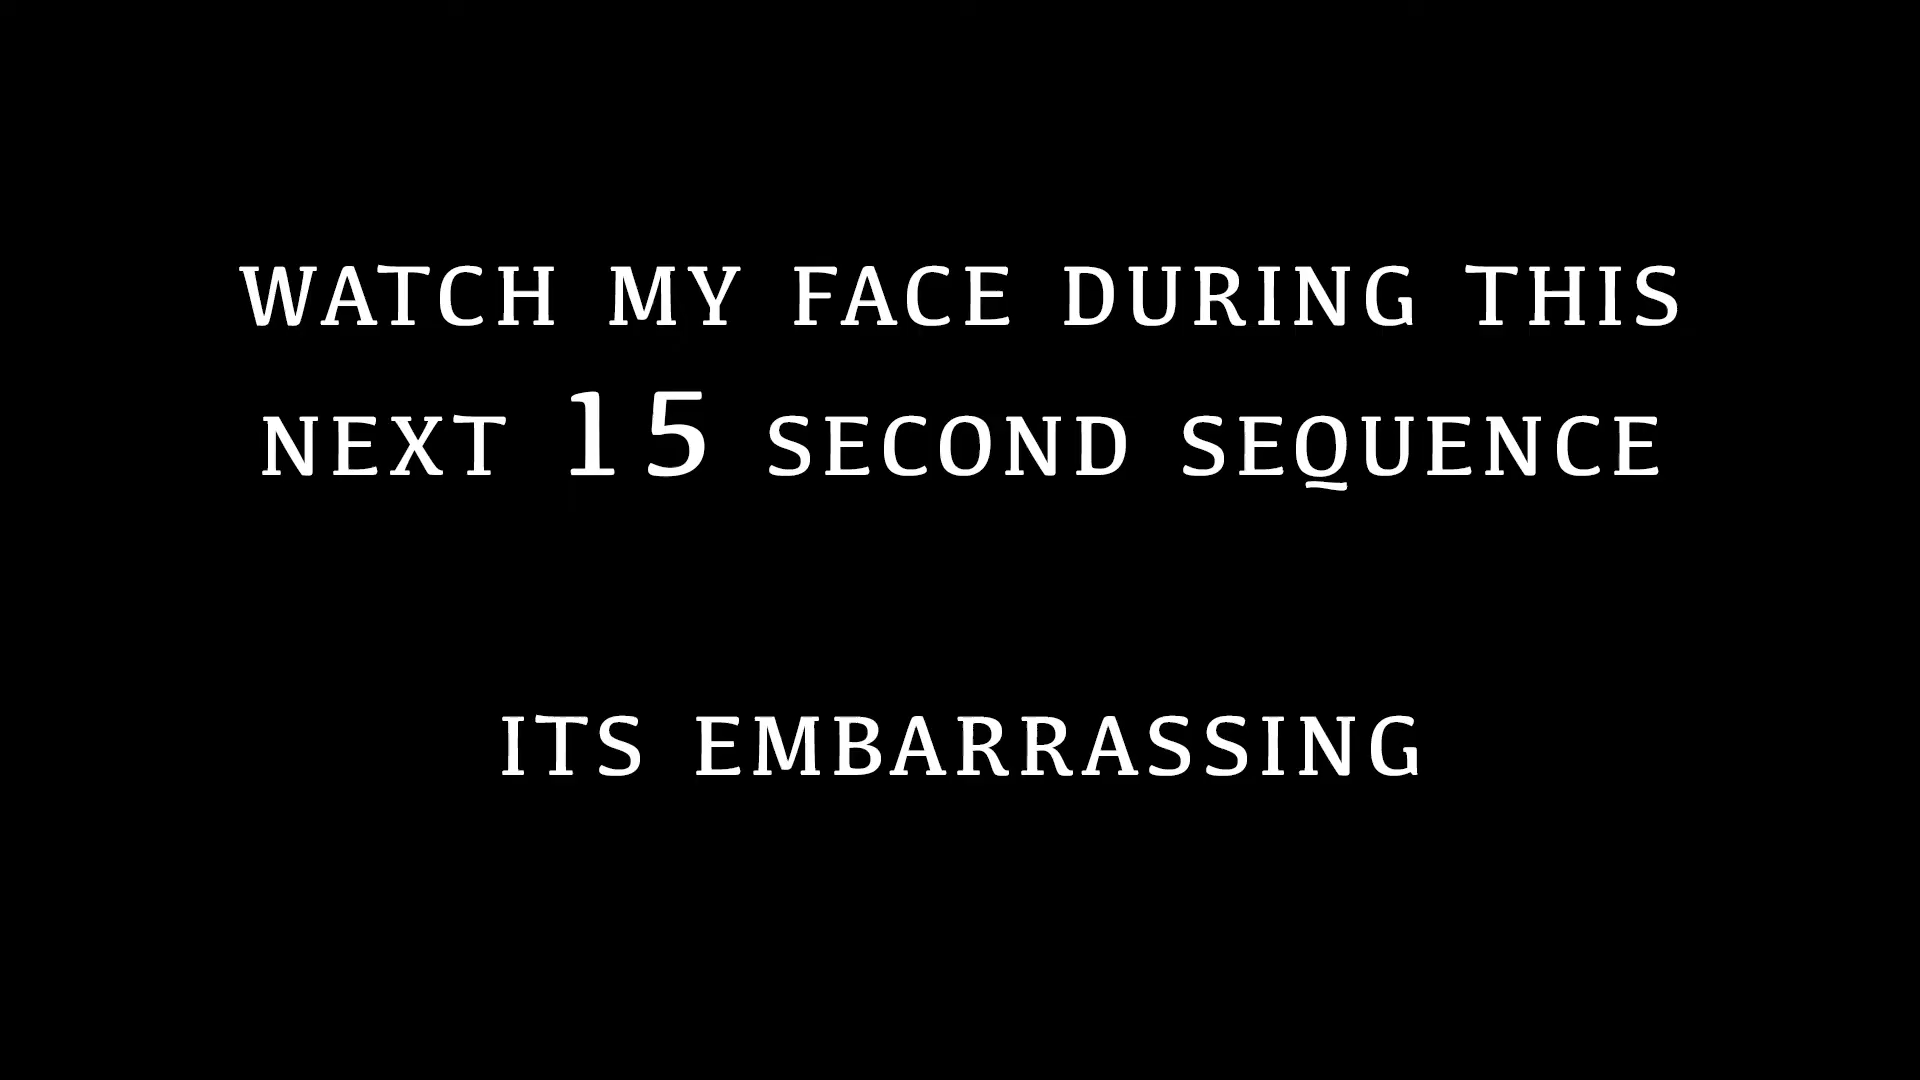 WATCH MY FACE DURING THIS
NEXT 15 SECOND SEQUENCE
ITS EMBARRASSING